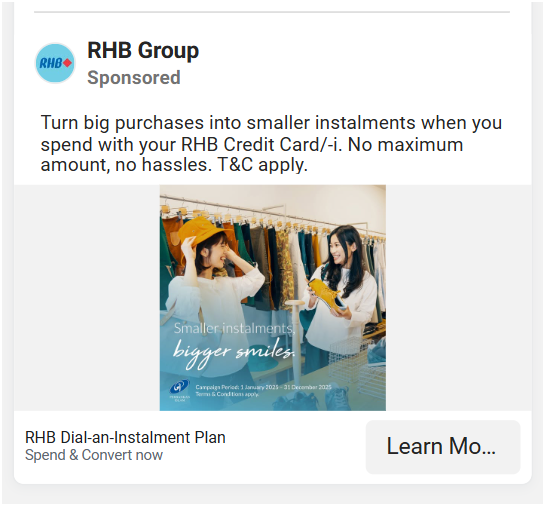 RHB
RHB Group
Sponsored
Turn big purchases into smaller instalments when you
spend with your RHB Credit Card/-i. No maximum
amount, no hassles. T&C apply.
Smaller instalments,
bigger smiles.
Campaign Period: 1 January 2025 – 31 December 2025
Terms & Conditions apply.
RHB Dial-an-Instalment Plan
Spend & Convert now
Learn Mo...